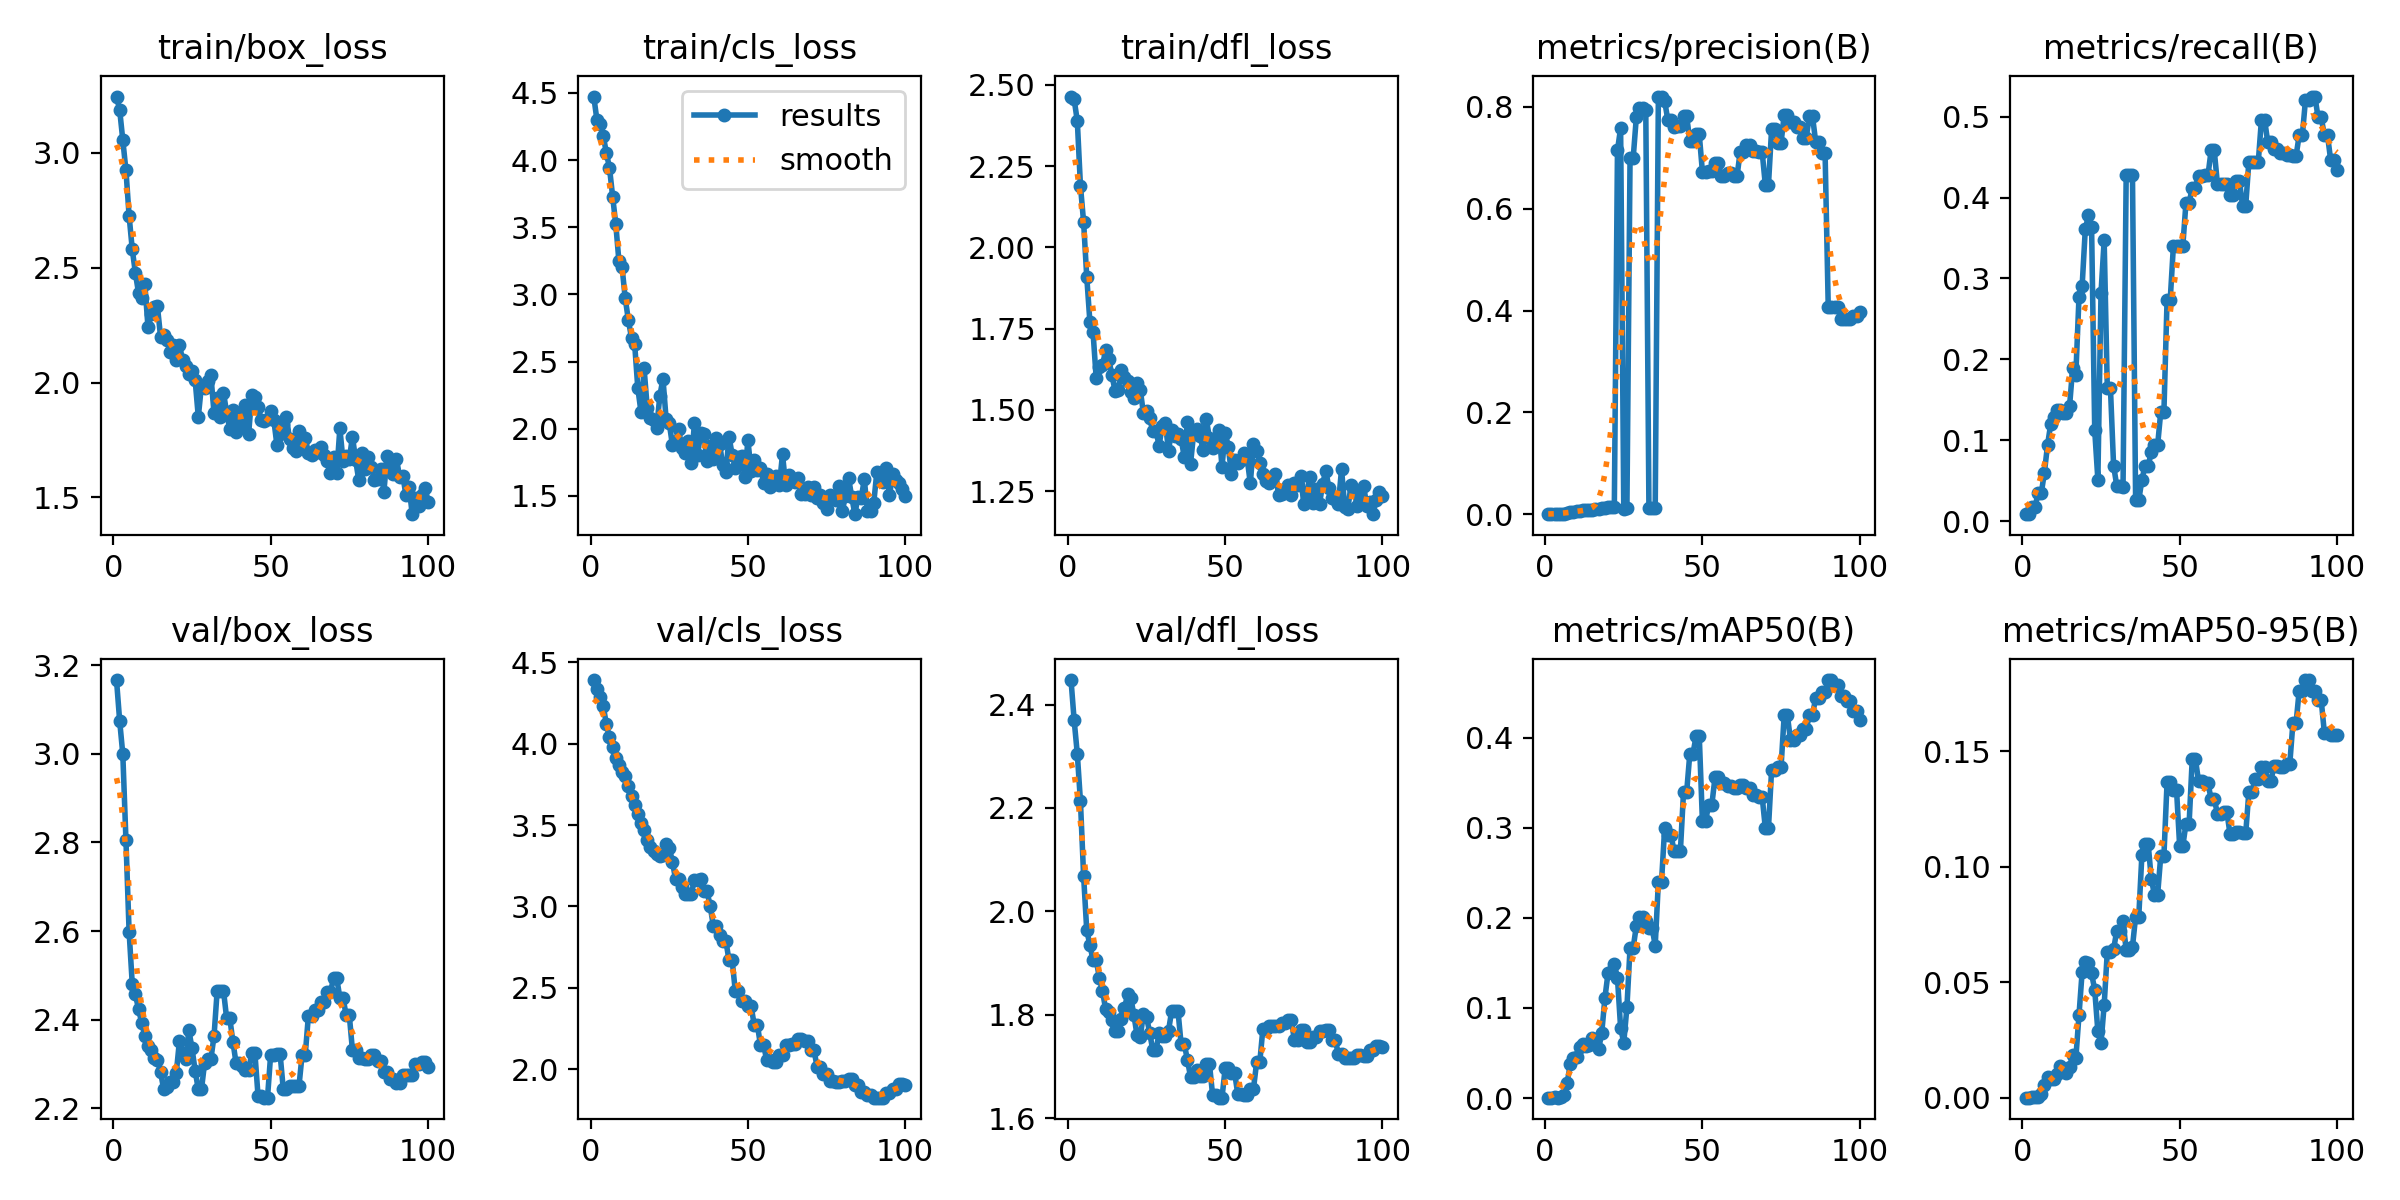 train/box_loss
3.0
2.5
2.0
1.5
0 50 100
train/cls_loss
results
smooth
4.5
4.0
3.5
3.0
2.5
2.0
1.5
0 50 100
train/dfl_loss
2.50
2.25
2.00
1.75
1.50
1.25
0 50 100
metrics/precision(B)
0.8
0.6
0.4
0.2
0.0
0 50 100
metrics/recall(B)
0.5
0.4
0.3
0.2
0.1
0.0
0 50 100
val/box_loss
3.2
3.0
2.8
2.6
2.4
2.2
0 50 100
val/cls_loss
4.5
4.0
3.5
3.0
2.5
2.0
0 50 100
val/dfl_loss
2.4
2.2
2.0
1.8
1.6
0 50 100
metrics/mAP50(B)
0.4
0.3
0.2
0.1
0.0
0 50 100
metrics/mAP50-95(B)
0.15
0.10
0.05
0.00
0 50 100